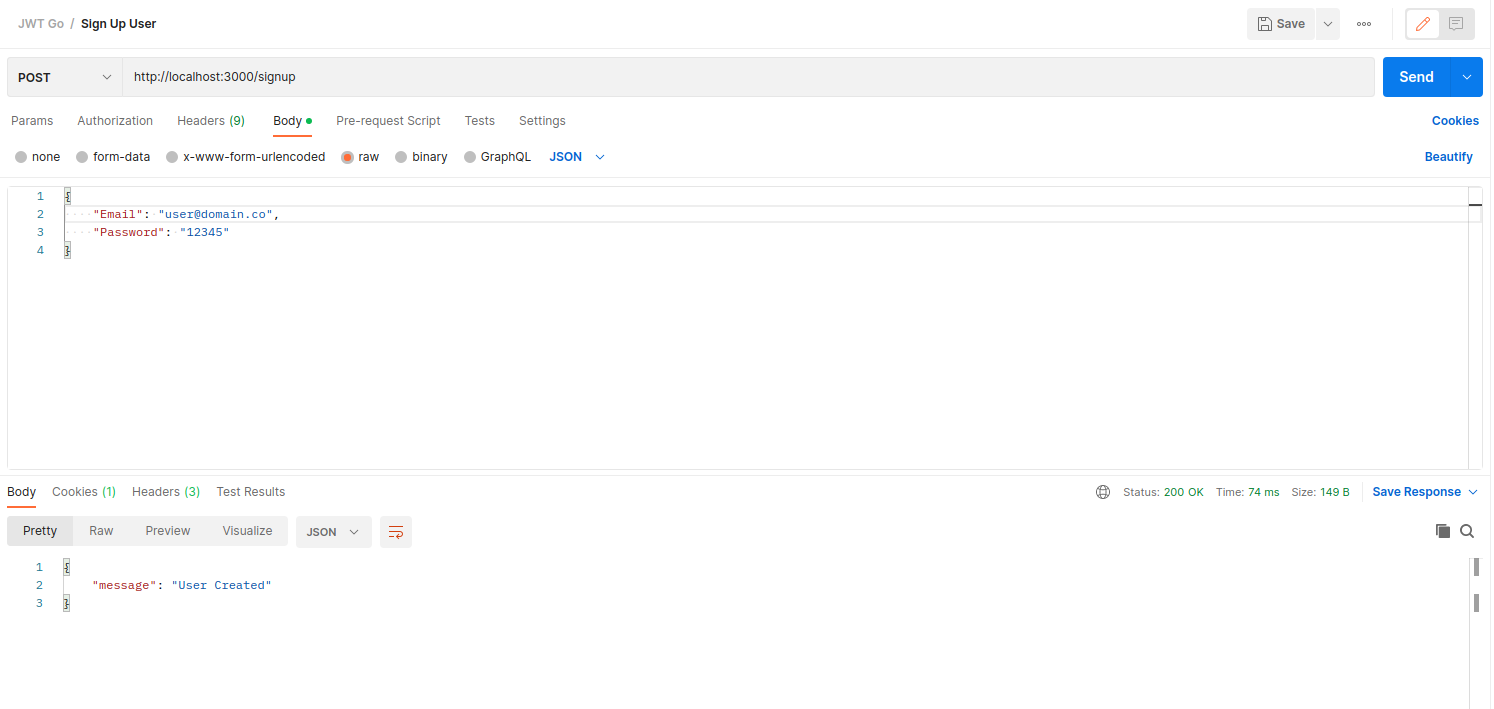 JWT Go / Sign Up User Save
POST http://localhost:3000/signup Send
Params Authorization Headers (9) Body Pre-request Script Tests Settings Cookies
none form-data x-www-form-urlencoded raw binary GraphQL JSON Beautify
1 {
2 "Email": "user@domain.co",
3 "Password": "12345"
4 }
Body Cookies (1) Headers (3) Test Results Status: 200 OK Time: 74 ms Size: 149 B Save Response
Pretty Raw Preview Visualize JSON
1 {
2 "message": "User Created"
3 }